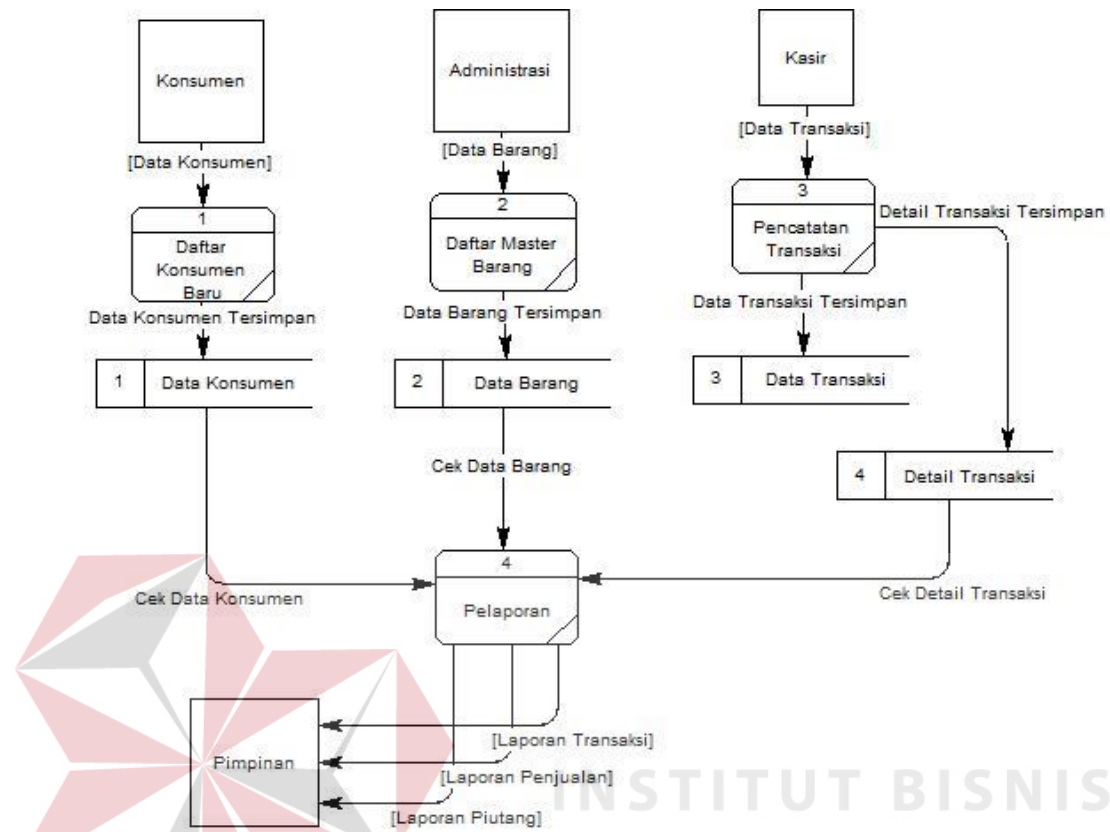 Konsumen
Administrasi
Kasir
[Data Konsumen]
[Data Barang]
[Data Transaksi]
1
Daftar
Konsumen
Baru
2
Daftar Master
Barang
3
Pencatatan
Transaksi
Detail Transaksi Tersimpan
Data Konsumen Tersimpan
Data Barang Tersimpan
Data Transaksi Tersimpan
1
Data Konsumen
2
Data Barang
3
Data Transaksi
Cek Data Barang
4
Detail Transaksi
4
Pelaporan
Cek Data Konsumen
Cek Detail Transaksi
Pimpinan
[Laporan Transaksi]
[Laporan Penjualan]
[Laporan Piutang]
INSTITUT BISNIS